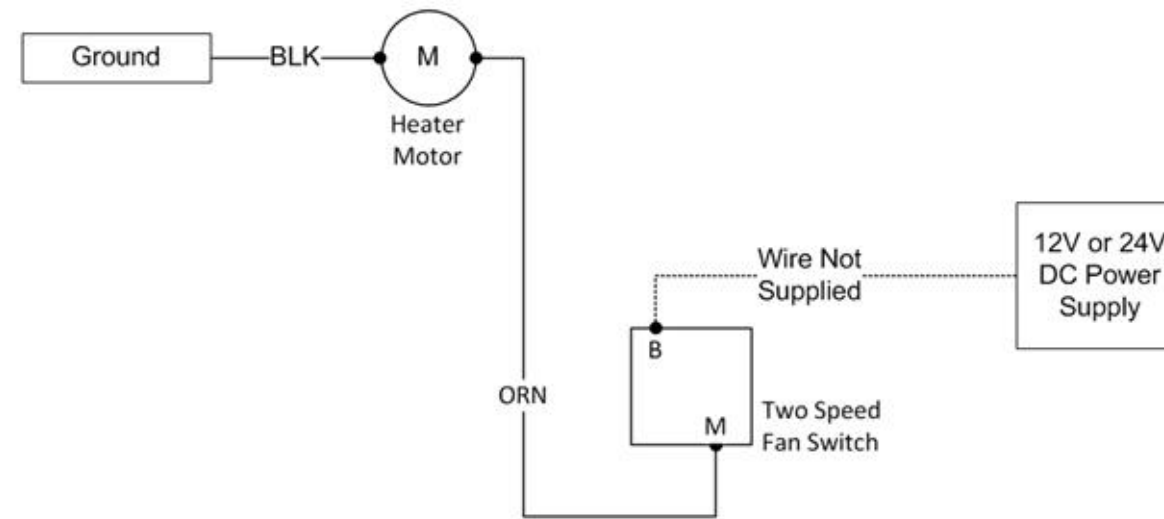 Ground
BLK
M
Heater
Motor
Wire Not
Supplied
12V or 24V
DC Power
Supply
B
ORN
M
Two Speed
Fan Switch